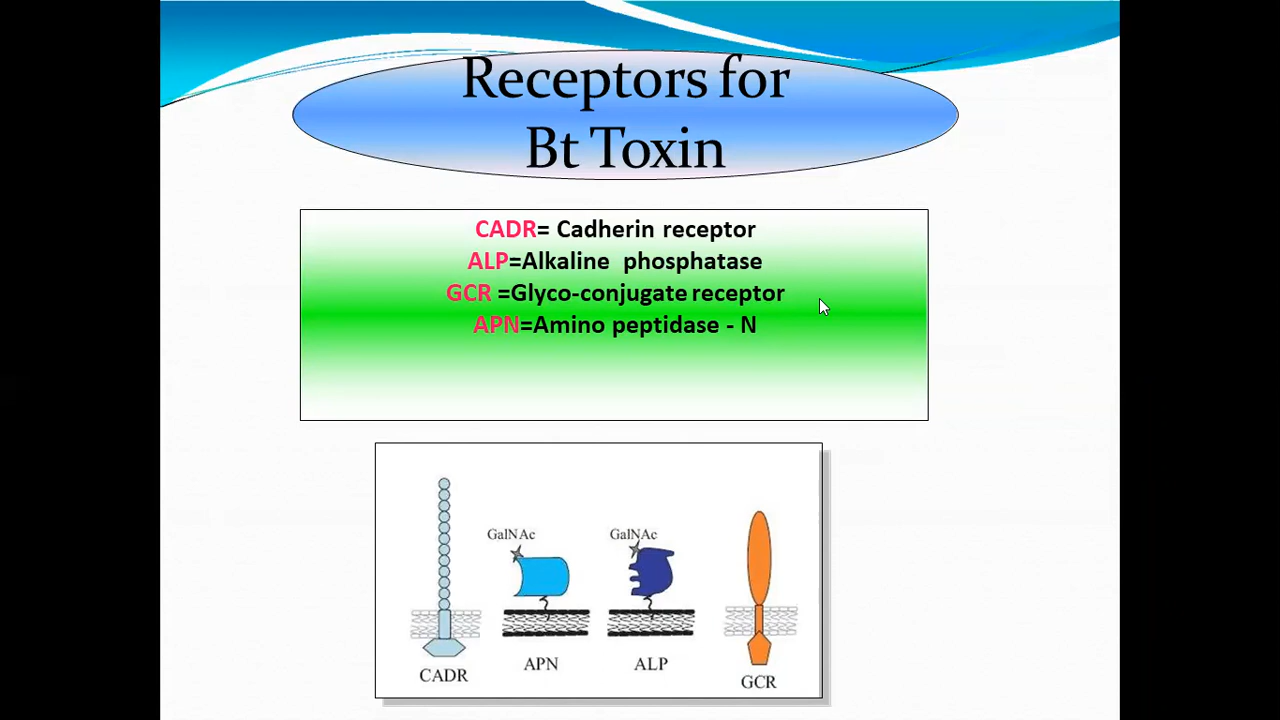 Receptors for
Bt Toxin
CADR= Cadherin receptor
ALP=Alkaline phosphatase
GCR =Glyco-conjugate receptor
APN=Amino peptidase - N
GalNAc
GalNAc
CADR
APN
ALP
GCR